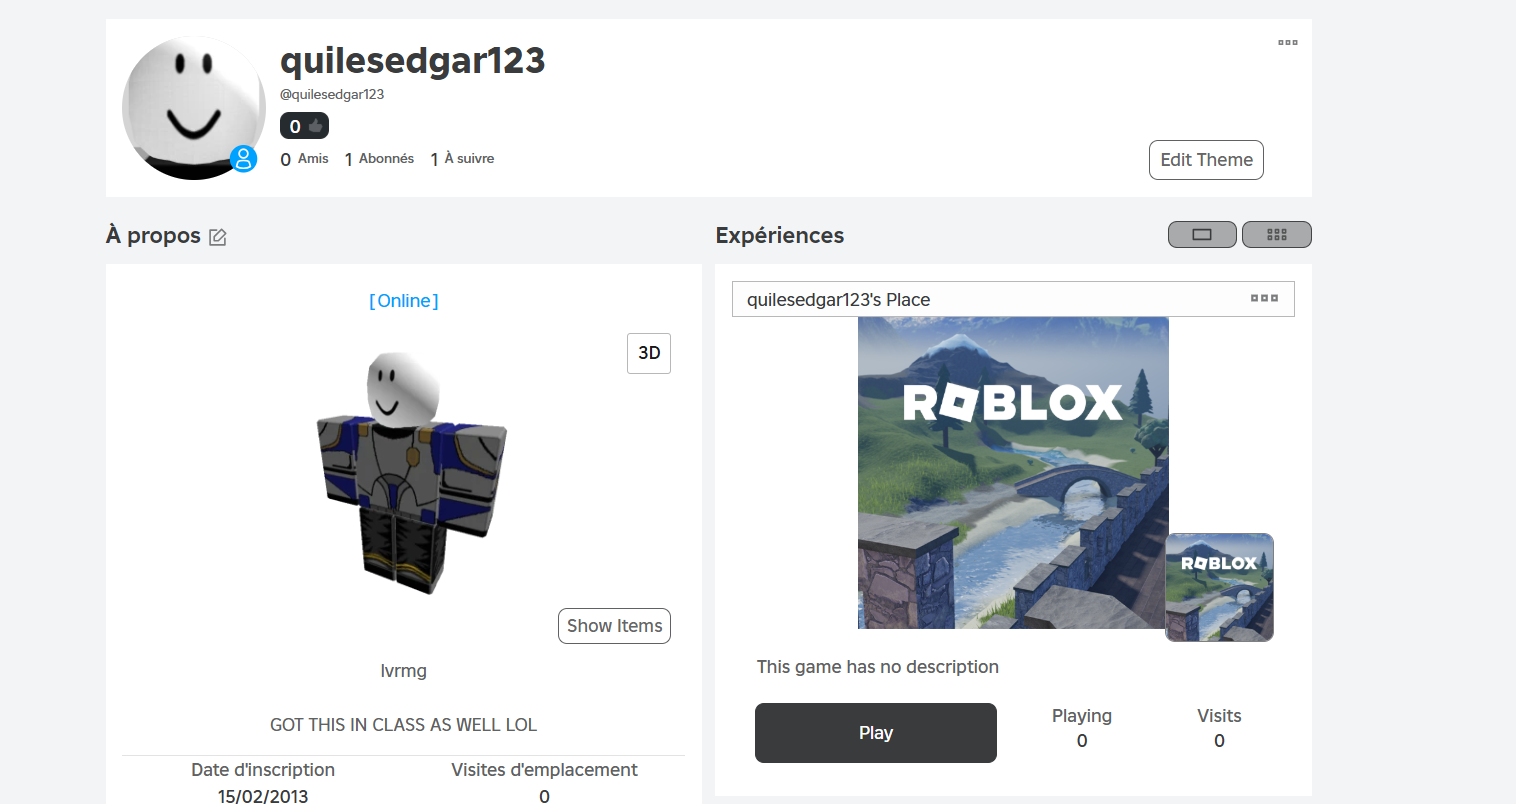 quilesedgar123
@quilesedgar123
0
0 Amis 1 Abonnés 1 À suivre
Edit Theme
À propos
[Online]
3D
Show Items
lvrmg
GOT THIS IN CLASS AS WELL LOL
Date d'inscription Visites d'emplacement
15/02/2013 0
Expériences
quilesedgar123's Place
ROBLOX
ROBLOX
This game has no description
Play
Playing Visits
0 0